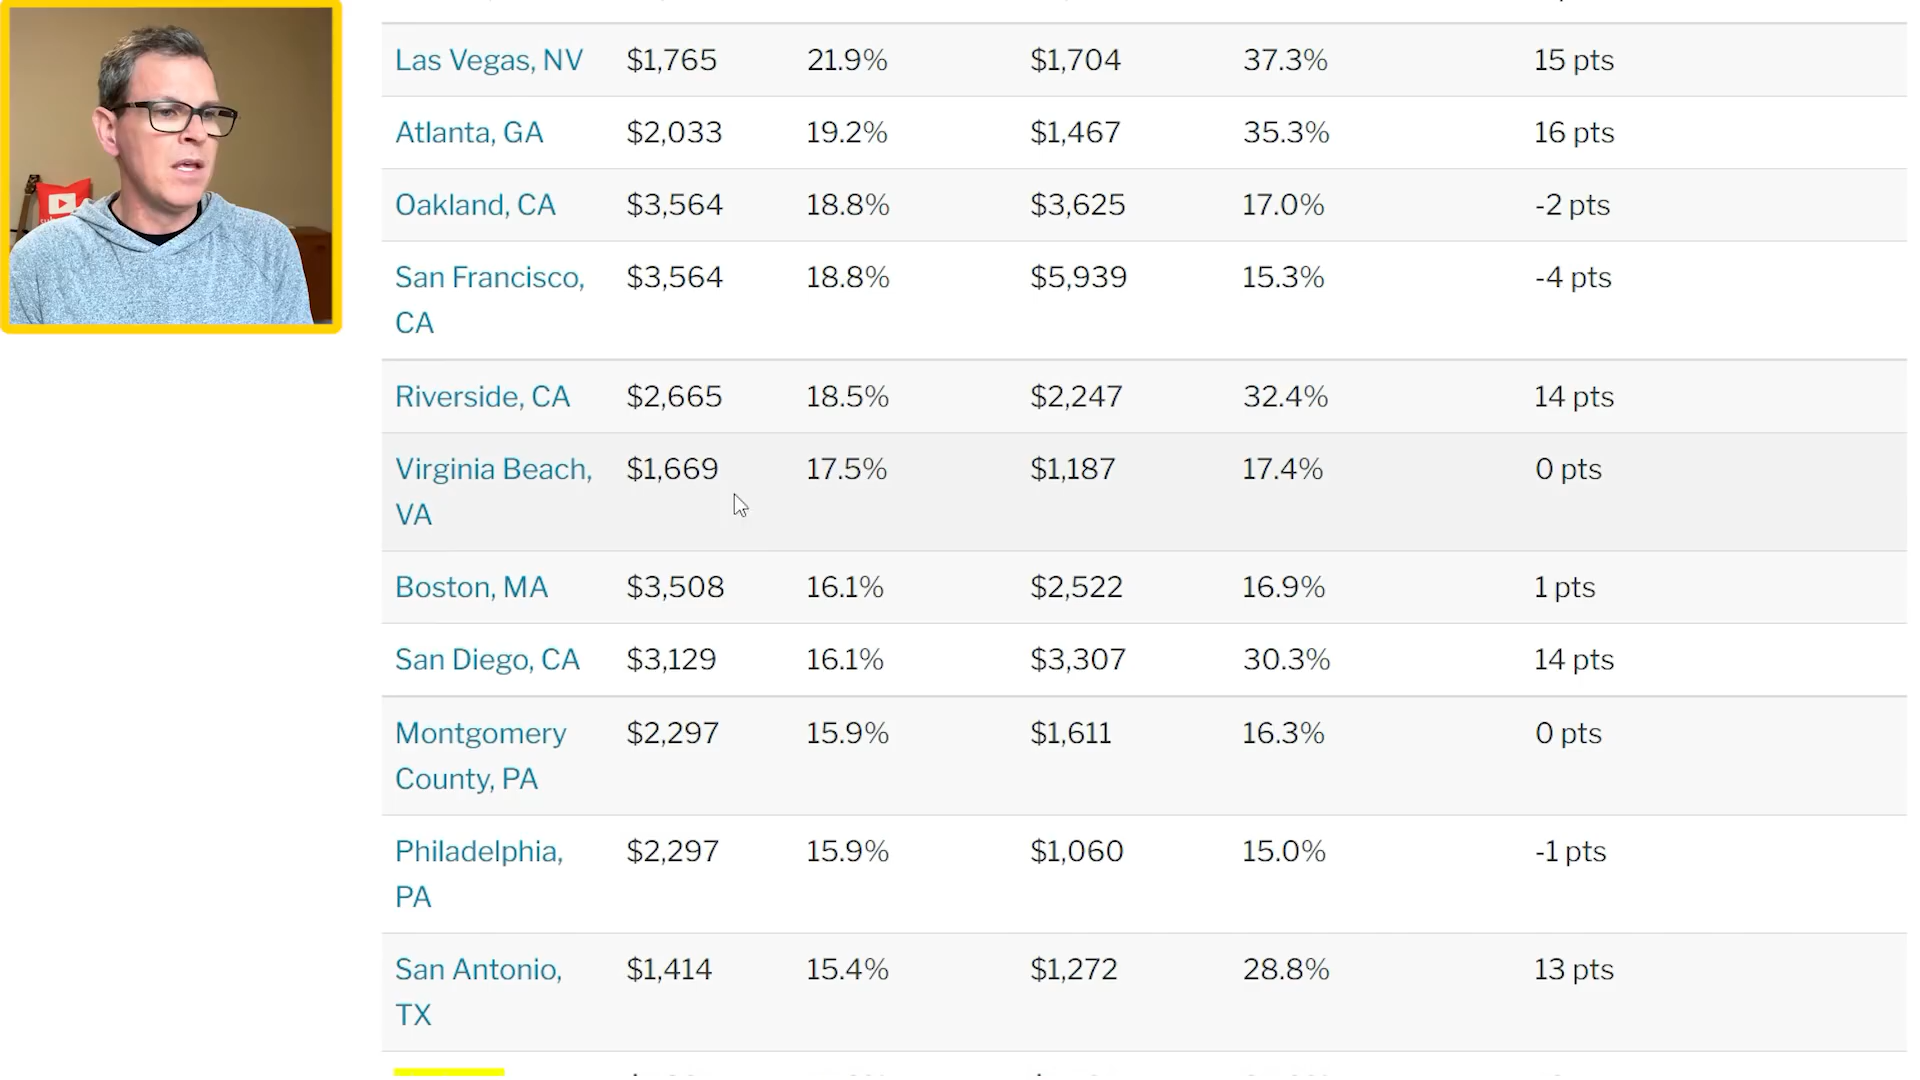 Las Vegas, NV $1,765 21.9% $1,704 37.3% 15 pts
Atlanta, GA $2,033 19.2% $1,467 35.3% 16 pts
Oakland, CA $3,564 18.8% $3,625 17.0% -2 pts
San Francisco, $3,564 18.8% $5,939 15.3% -4 pts
CA
Riverside, CA $2,665 18.5% $2,247 32.4% 14 pts
Virginia Beach, $1,669 17.5% $1,187 17.4% 0 pts
VA
Boston, MA $3,508 16.1% $2,522 16.9% 1 pts
San Diego, CA $3,129 16.1% $3,307 30.3% 14 pts
Montgomery $2,297 15.9% $1,611 16.3% 0 pts
County, PA
Philadelphia, $2,297 15.9% $1,060 15.0% -1 pts
PA
San Antonio, $1,414 15.4% $1,272 28.8% 13 pts
TX